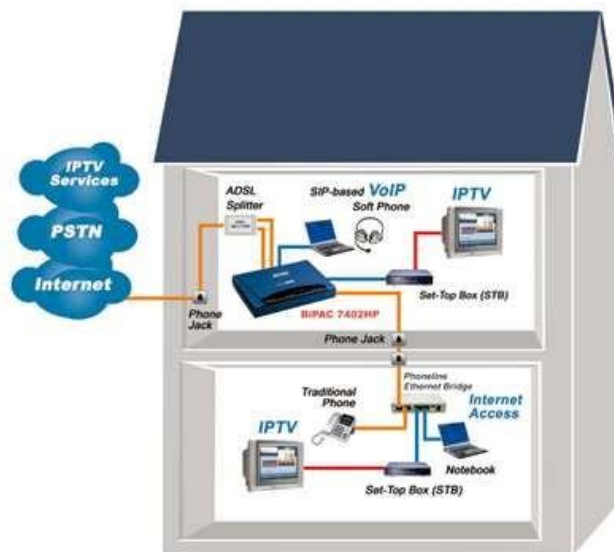 IPTV
Services
PSTN
Internet
ADSL
Splitter
SIP-based VoIP
Soft Phone
IPTV
Set-Top Box (STB)
Phone
Jack
BiPAC 7402HP
Phone Jack
Phoneline
Ethernet Bridge
Traditional
Phone
Internet
Access
IPTV
Notebook
Set-Top Box (STB)